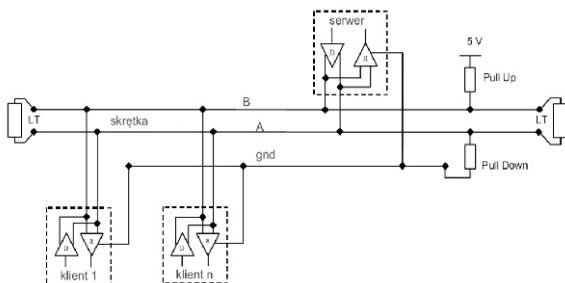 serwer
D
R
5 V
Pull Up
B
LT
skrętka
A
LT
gnd
Pull Down
D
R
D
R
klient 1
klient n